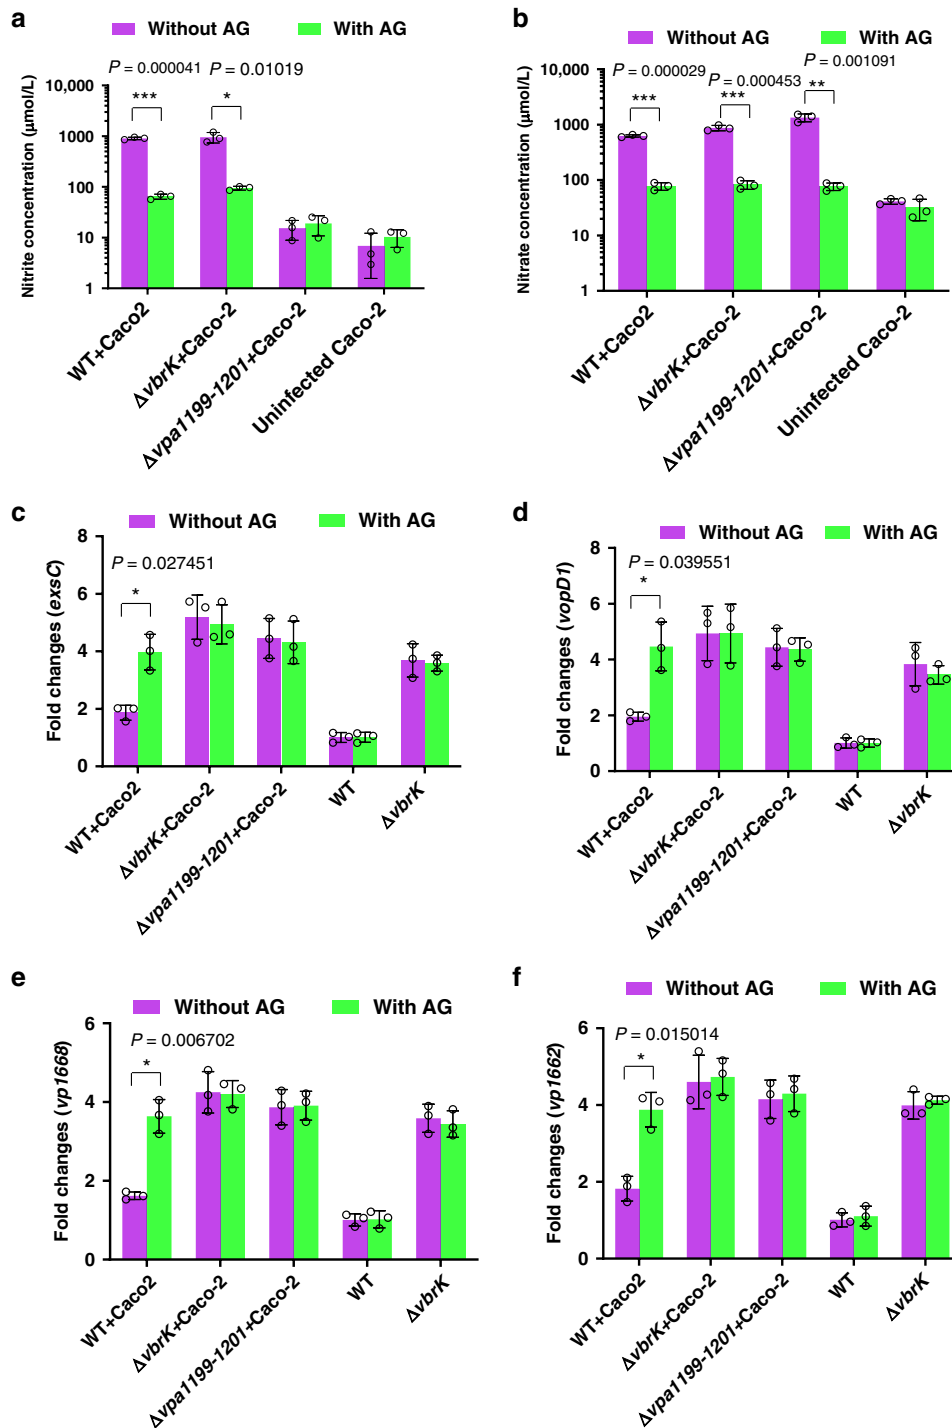 a
Without AG
With AG
P = 0.000041
P = 0.01019
***
*
Nitrite concentration (μmol/L)
10,000
1000
100
10
1
WT+Caco2
ΔvbrK+Caco-2
Δvpa1199-1201+Caco-2
Uninfected Caco-2
b
Without AG
With AG
P = 0.000029
P = 0.000453
P = 0.001091
***
***
**
Nitrate concentration (μmol/L)
10,000
1000
100
10
1
WT+Caco2
ΔvbrK+Caco-2
Δvpa1199-1201+Caco-2
Uninfected Caco-2
c
Without AG
With AG
P = 0.027451
*
Fold changes (exsC)
8
6
4
2
0
WT+Caco2
ΔvbrK+Caco-2
Δvpa1199-1201+Caco-2
WT
ΔvbrK
d
Without AG
With AG
P = 0.039551
*
Fold changes (vopD1)
8
6
4
2
0
WT+Caco2
ΔvbrK+Caco-2
Δvpa1199-1201+Caco-2
WT
ΔvbrK
e
Without AG
With AG
P = 0.006702
*
Fold changes (vp1668)
6
4
2
0
WT+Caco2
ΔvbrK+Caco-2
Δvpa1199-1201+Caco-2
WT
ΔvbrK
f
Without AG
With AG
P = 0.015014
*
Fold changes (vp1662)
6
4
2
0
WT+Caco2
ΔvbrK+Caco-2
Δvpa1199-1201+Caco-2
WT
ΔvbrK